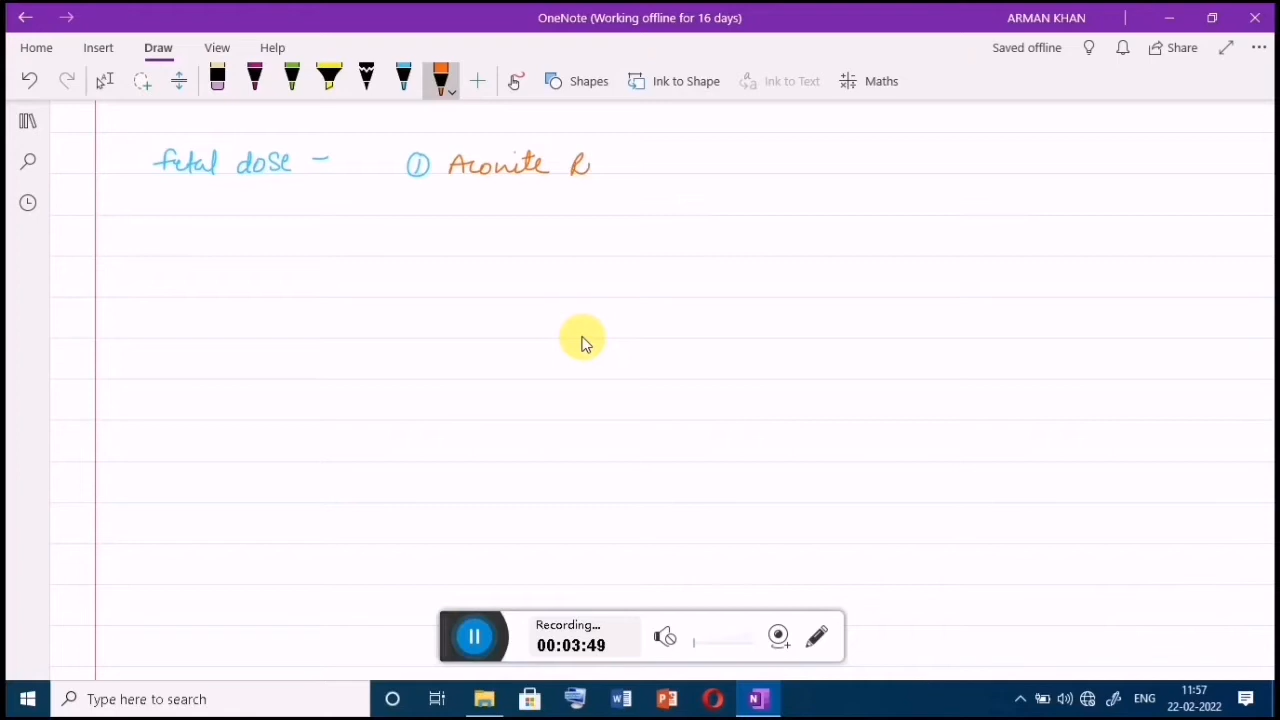 OneNote (Working offline for 16 days)
ARMAN KHAN
Home Insert Draw View Help
Saved offline
Share
Shapes
Ink to Shape
Ink to Text
Maths
fetal dose - ① Aconite R
Recording...
00:03:49
Type here to search
ENG
11:57
22-02-2022